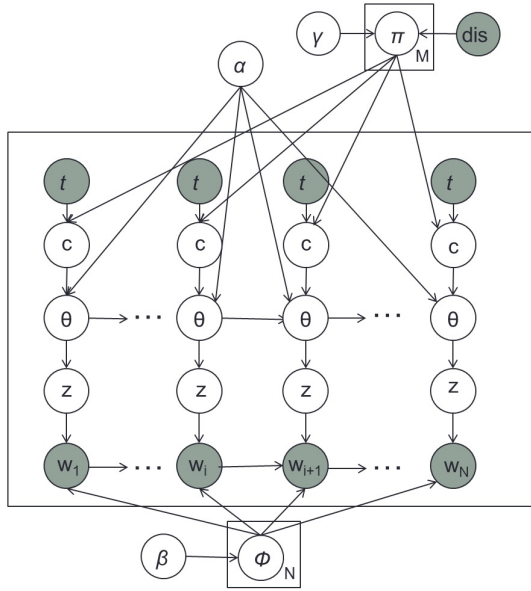 γ π dis
M
α
t t t t
c c c c
θ ... θ θ ... θ
z z z z
w1 ... wi wi+1 ... wN
β Φ
N